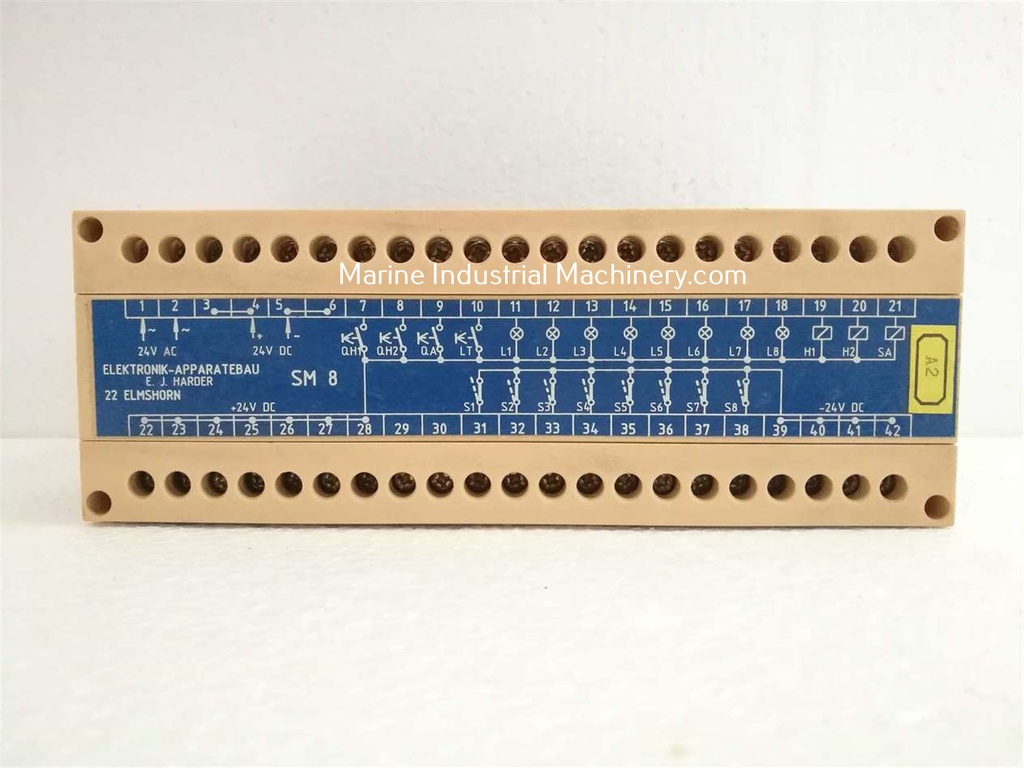 Marine Industrial Machinery.com
1 2 3 4 5 6 7 8 9 10 11 12 13 14 15 16 17 18 19 20 21
~ ~ + -
24V AC 24V DC QH1 QH2 QA LT L1 L2 L3 L4 L5 L6 L7 L8 H1 H2 SA
ELEKTRONIK-APPARATEBAU
E. J. HARDER
SM 8
22 ELMSHORN
A2
+24V DC S1 S2 S3 S4 S5 S6 S7 S8 -24V DC
22 23 24 25 26 27 28 29 30 31 32 33 34 35 36 37 38 39 40 41 42